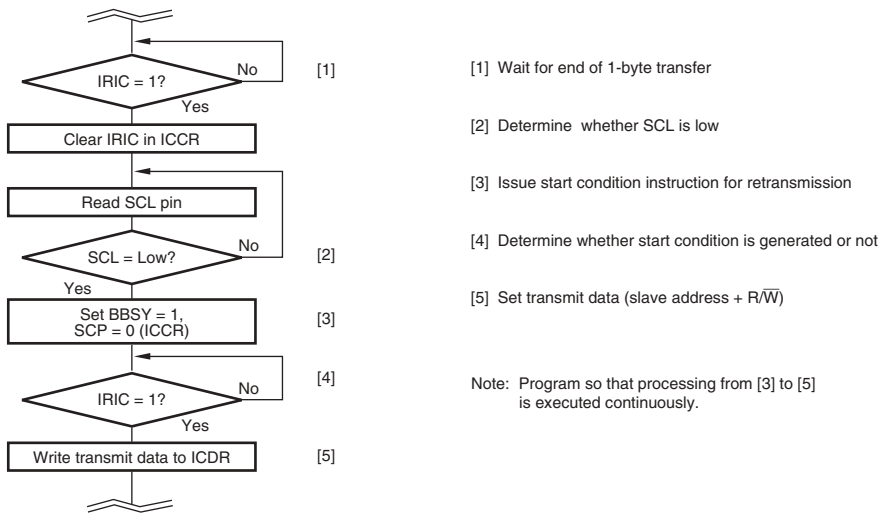 IRIC = 1?
No
[1]
Yes
Clear IRIC in ICCR
Read SCL pin
SCL = Low?
No
[2]
Yes
Set BBSY = 1,
SCP = 0 (ICCR)
[3]
IRIC = 1?
No
[4]
Yes
Write transmit data to ICDR
[5]
[1] Wait for end of 1-byte transfer
[2] Determine whether SCL is low
[3] Issue start condition instruction for retransmission
[4] Determine whether start condition is generated or not
[5] Set transmit data (slave address + R/W̅)
Note: Program so that processing from [3] to [5]
is executed continuously.